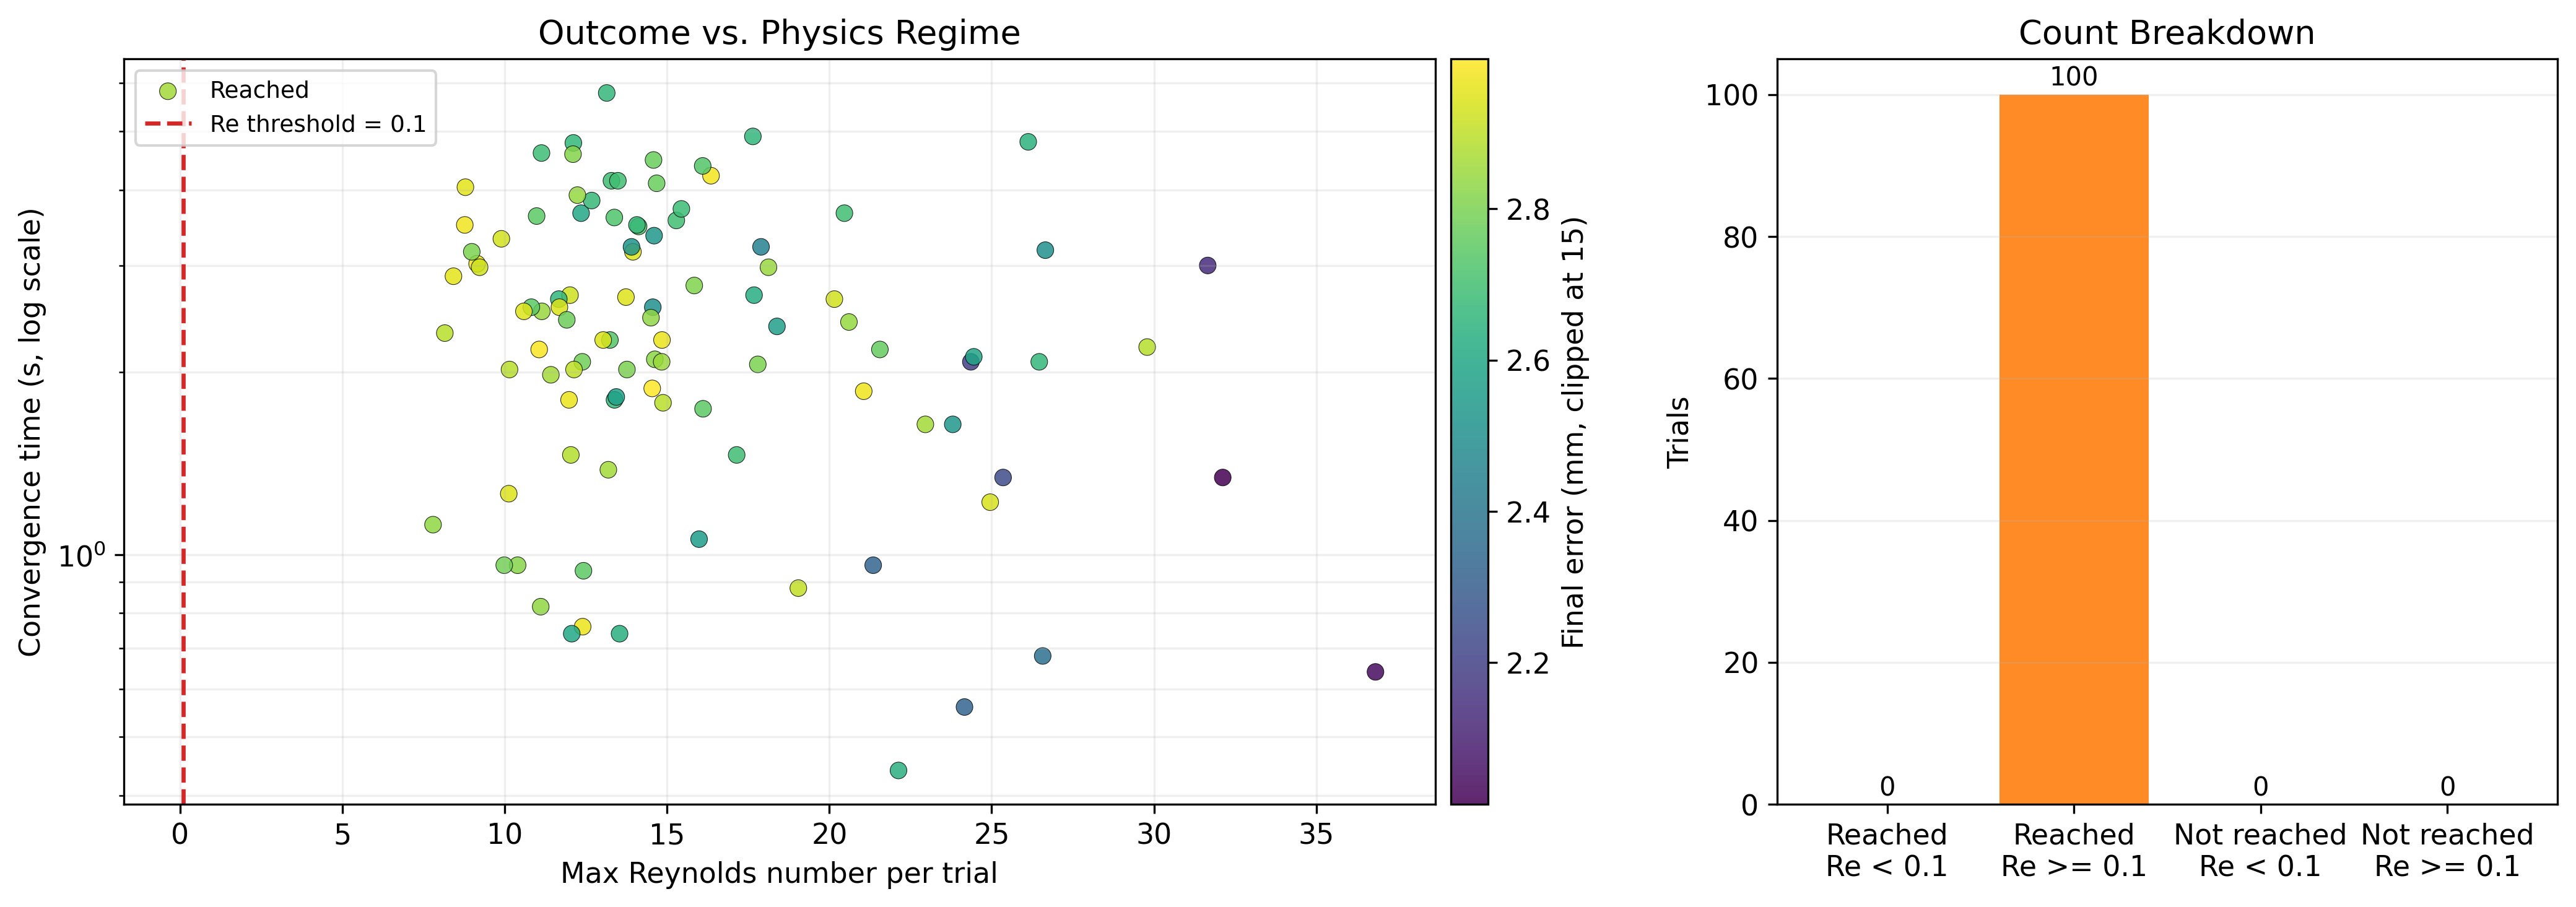 Outcome vs. Physics Regime
Reached
Re threshold = 0.1
Convergence time (s, log scale)
10⁰
0 5 10 15 20 25 30 35
Max Reynolds number per trial
2.8
2.6
2.4
2.2
Final error (mm, clipped at 15)
Count Breakdown
Trials
100
80
60
40
20
0
0 100 0 0
Reached Reached Not reached Not reached
Re < 0.1 Re >= 0.1 Re < 0.1 Re >= 0.1